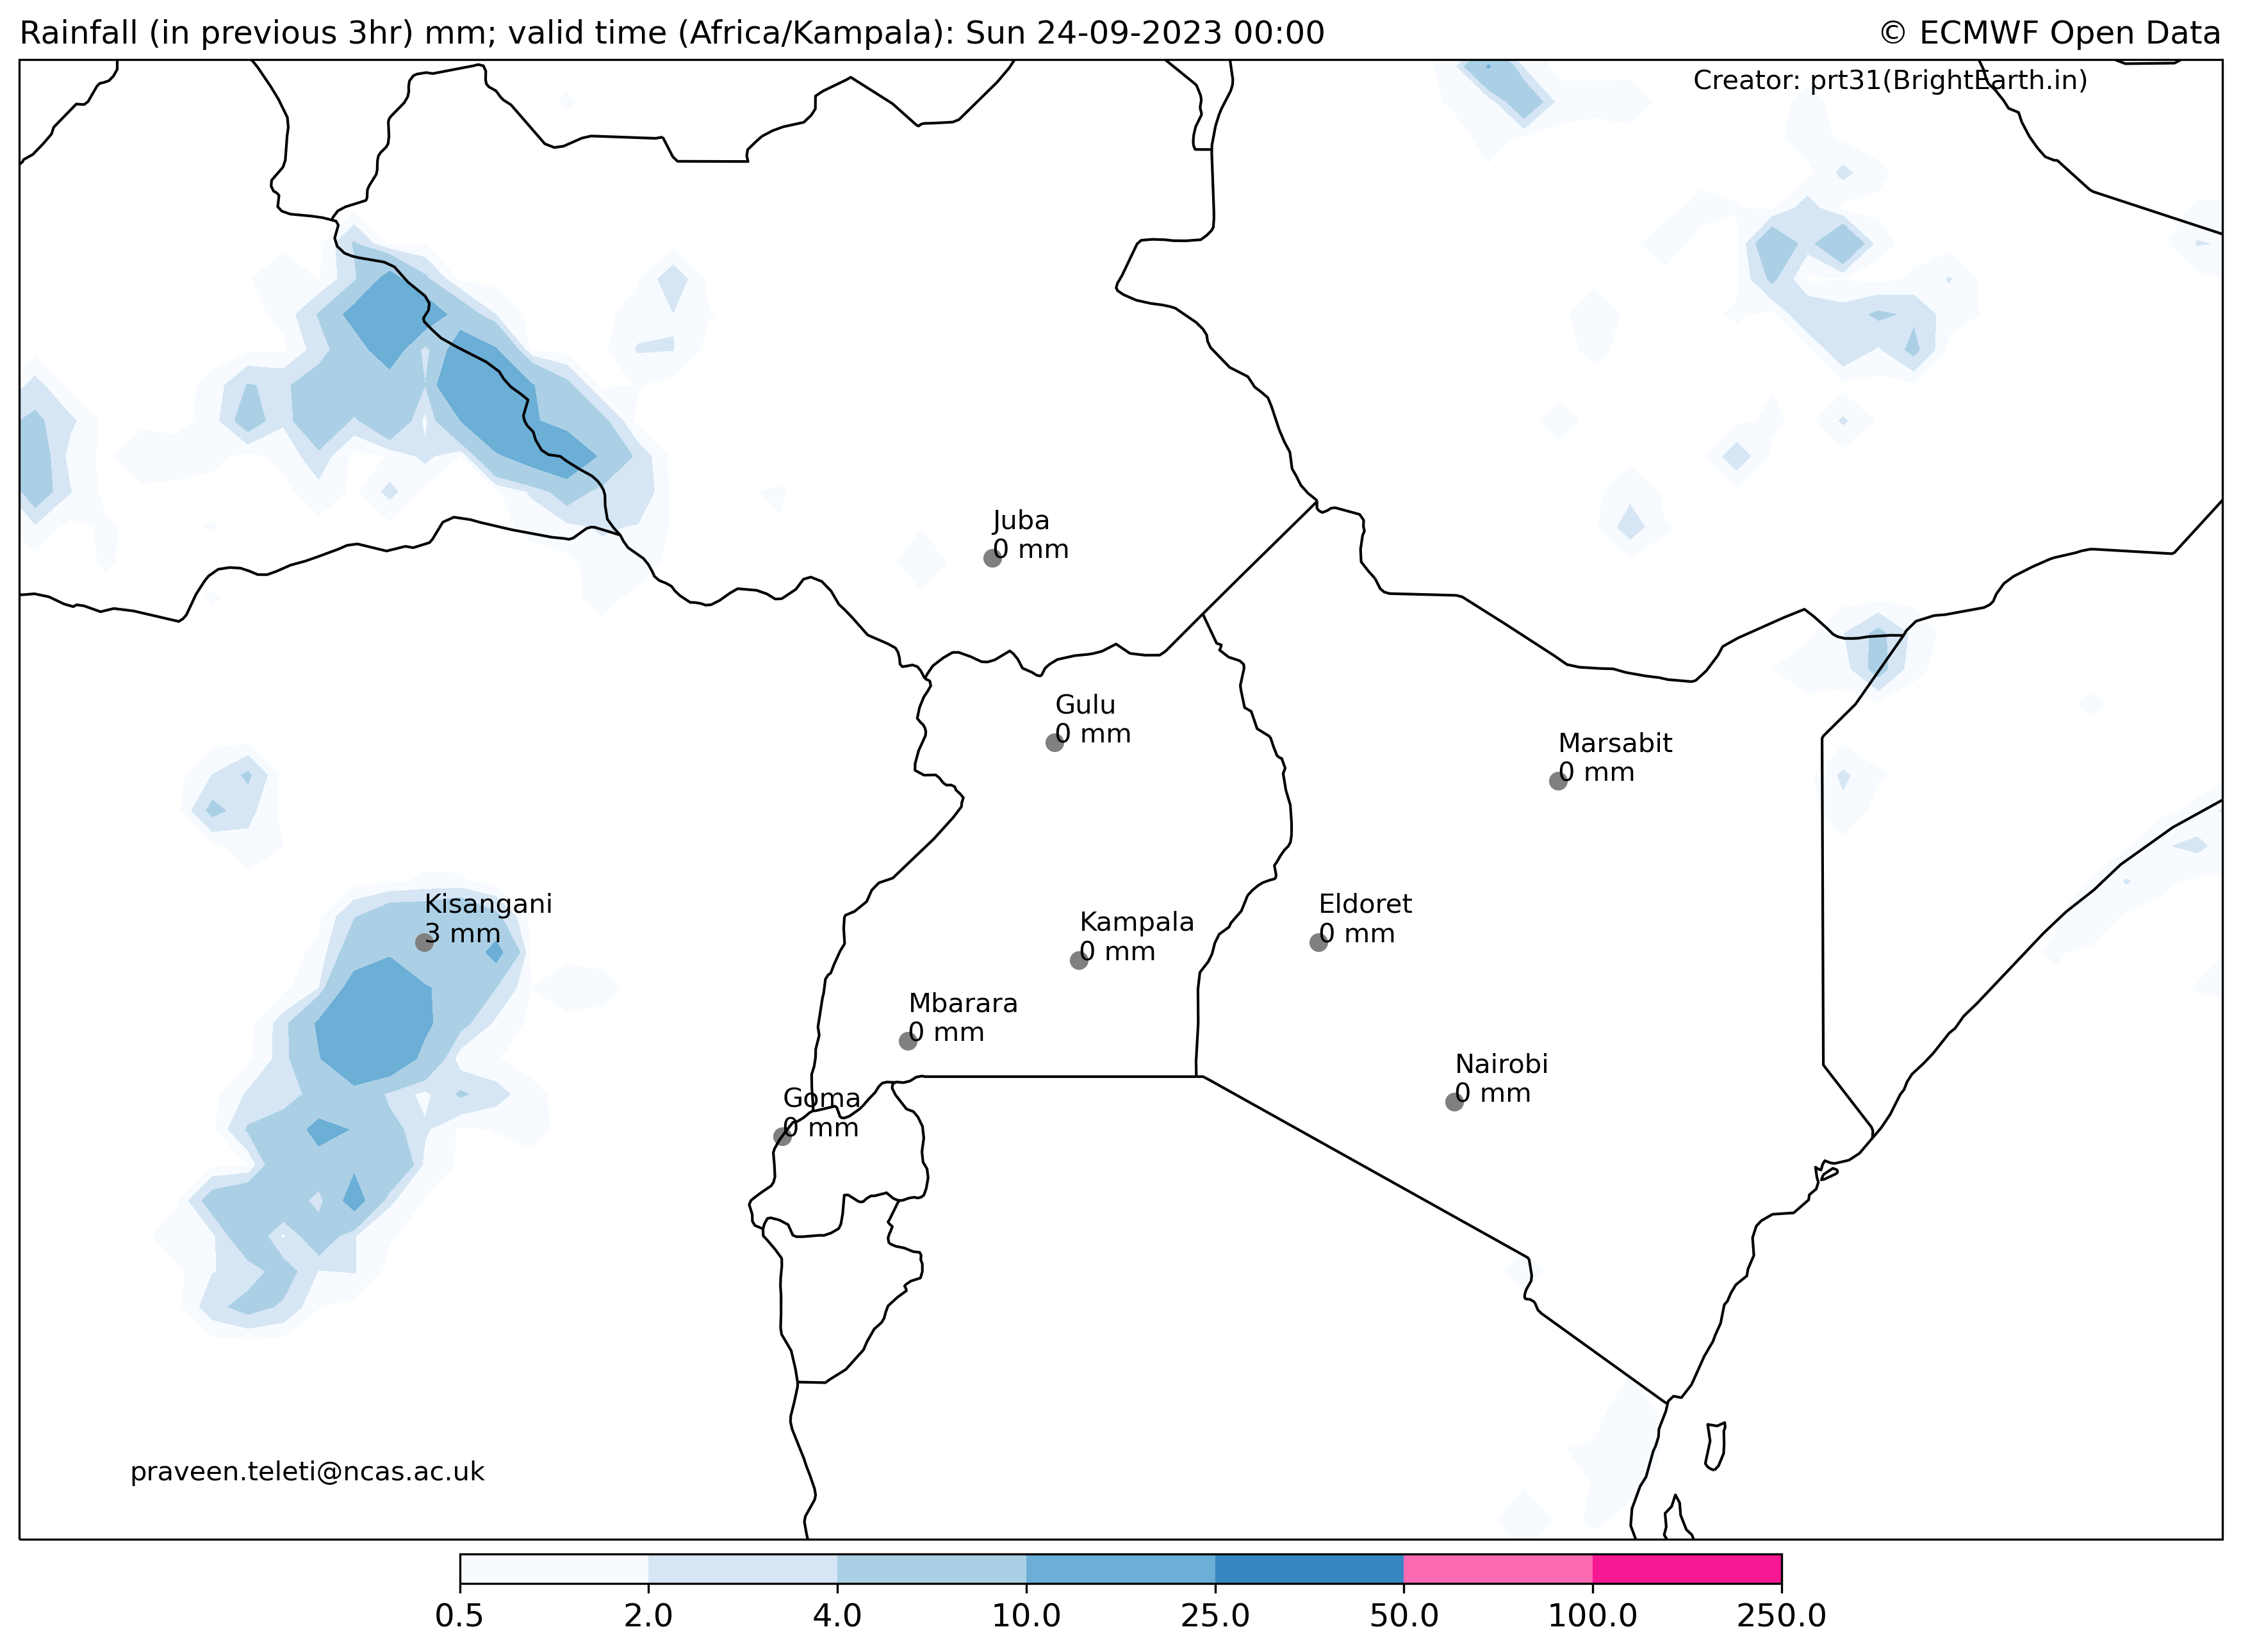 Rainfall (in previous 3hr) mm; valid time (Africa/Kampala): Sun 24-09-2023 00:00
© ECMWF Open Data
Creator: prt31(BrightEarth.in)
Juba
0 mm
Gulu
0 mm
Marsabit
0 mm
Kisangani
3 mm
Eldoret
0 mm
Kampala
0 mm
Mbarara
0 mm
Nairobi
0 mm
Goma
0 mm
praveen.teleti@ncas.ac.uk
0.5 2.0 4.0 10.0 25.0 50.0 100.0 250.0